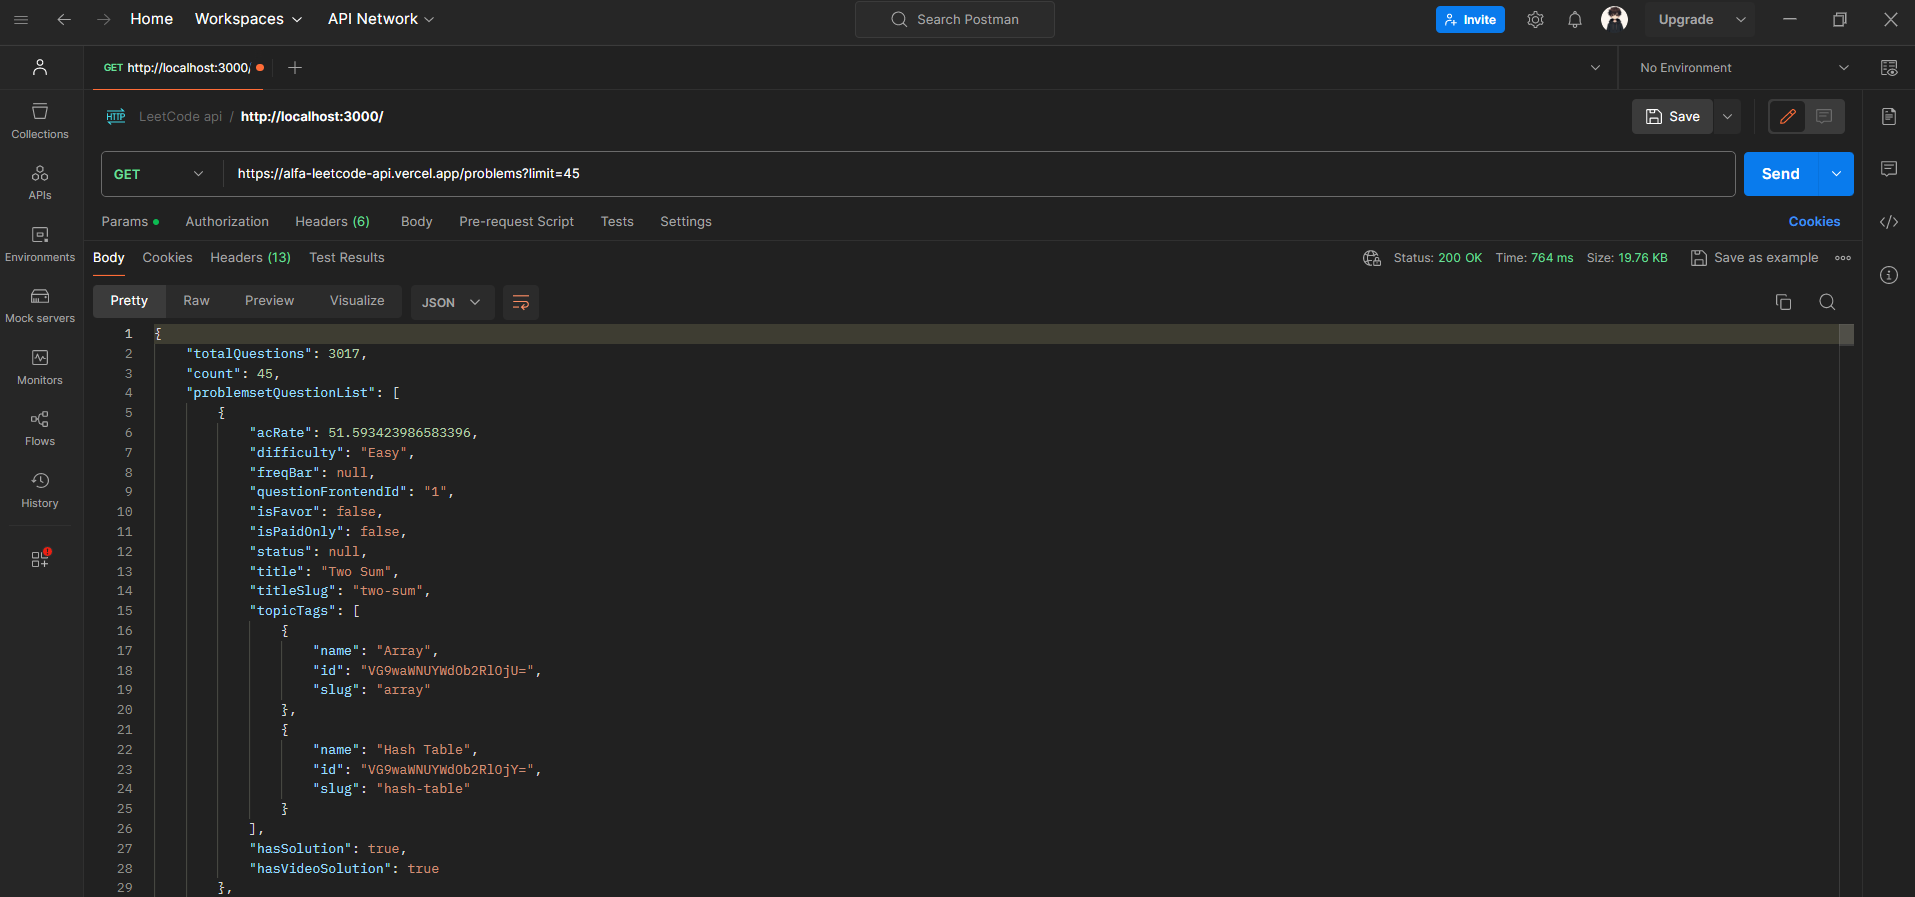 Home Workspaces API Network Search Postman Invite Upgrade
GET http://localhost:3000/ No Environment
LeetCode api / http://localhost:3000/ Save
GET https://alfa-leetcode-api.vercel.app/problems?limit=45 Send
Params Authorization Headers (6) Body Pre-request Script Tests Settings Cookies
Body Cookies Headers (13) Test Results Status: 200 OK Time: 764 ms Size: 19.76 KB Save as example
Pretty Raw Preview Visualize JSON
Collections
APIs
Environments
Mock servers
Monitors
Flows
History
1 {
2 "totalQuestions": 3017,
3 "count": 45,
4 "problemsetQuestionList": [
5 {
6 "acRate": 51.593423986583396,
7 "difficulty": "Easy",
8 "freqBar": null,
9 "questionFrontendId": "1",
10 "isFavor": false,
11 "isPaidOnly": false,
12 "status": null,
13 "title": "Two Sum",
14 "titleSlug": "two-sum",
15 "topicTags": [
16 {
17 "name": "Array",
18 "id": "VG9waWNUYWdOb2RlOjU=",
19 "slug": "array"
20 },
21 {
22 "name": "Hash Table",
23 "id": "VG9waWNUYWdOb2RlOjY=",
24 "slug": "hash-table"
25 }
26 ],
27 "hasSolution": true,
28 "hasVideoSolution": true
29 },